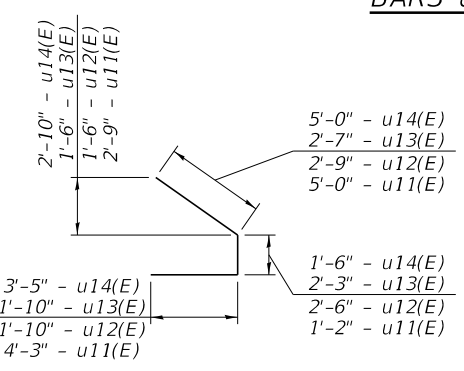 BARS
2'-10" - u14(E)
1'-6" - u13(E)
1'-6" - u12(E)
2'-9" - u11(E)
5'-0" - u14(E)
2'-7" - u13(E)
2'-9" - u12(E)
5'-0" - u11(E)
1'-6" - u14(E)
2'-3" - u13(E)
2'-6" - u12(E)
1'-2" - u11(E)
3'-5" - u14(E)
1'-10" - u13(E)
1'-10" - u12(E)
4'-3" - u11(E)